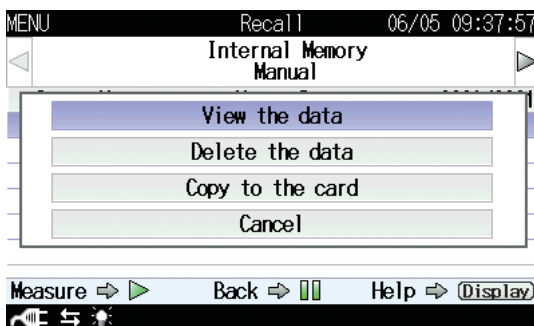 MENU Recall 06/05 09:37:57
Internal Memory
Manual
View the data
Delete the data
Copy to the card
Cancel
Measure ⇨ ▷ Back ⇨ ▯▯ Help ⇨ (Display)